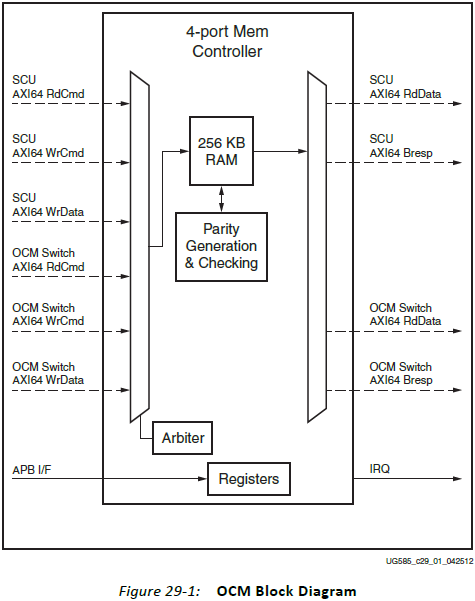 4-port Mem
Controller
SCU
AXI64 RdCmd
SCU
AXI64 WrCmd
SCU
AXI64 WrData
OCM Switch
AXI64 RdCmd
OCM Switch
AXI64 WrCmd
OCM Switch
AXI64 WrData
APB I/F
256 KB
RAM
Parity
Generation
& Checking
Arbiter
Registers
SCU
AXI64 RdData
SCU
AXI64 Bresp
OCM Switch
AXI64 RdData
OCM Switch
AXI64 Bresp
IRQ
UG585_c29_01_042512
Figure 29-1: OCM Block Diagram